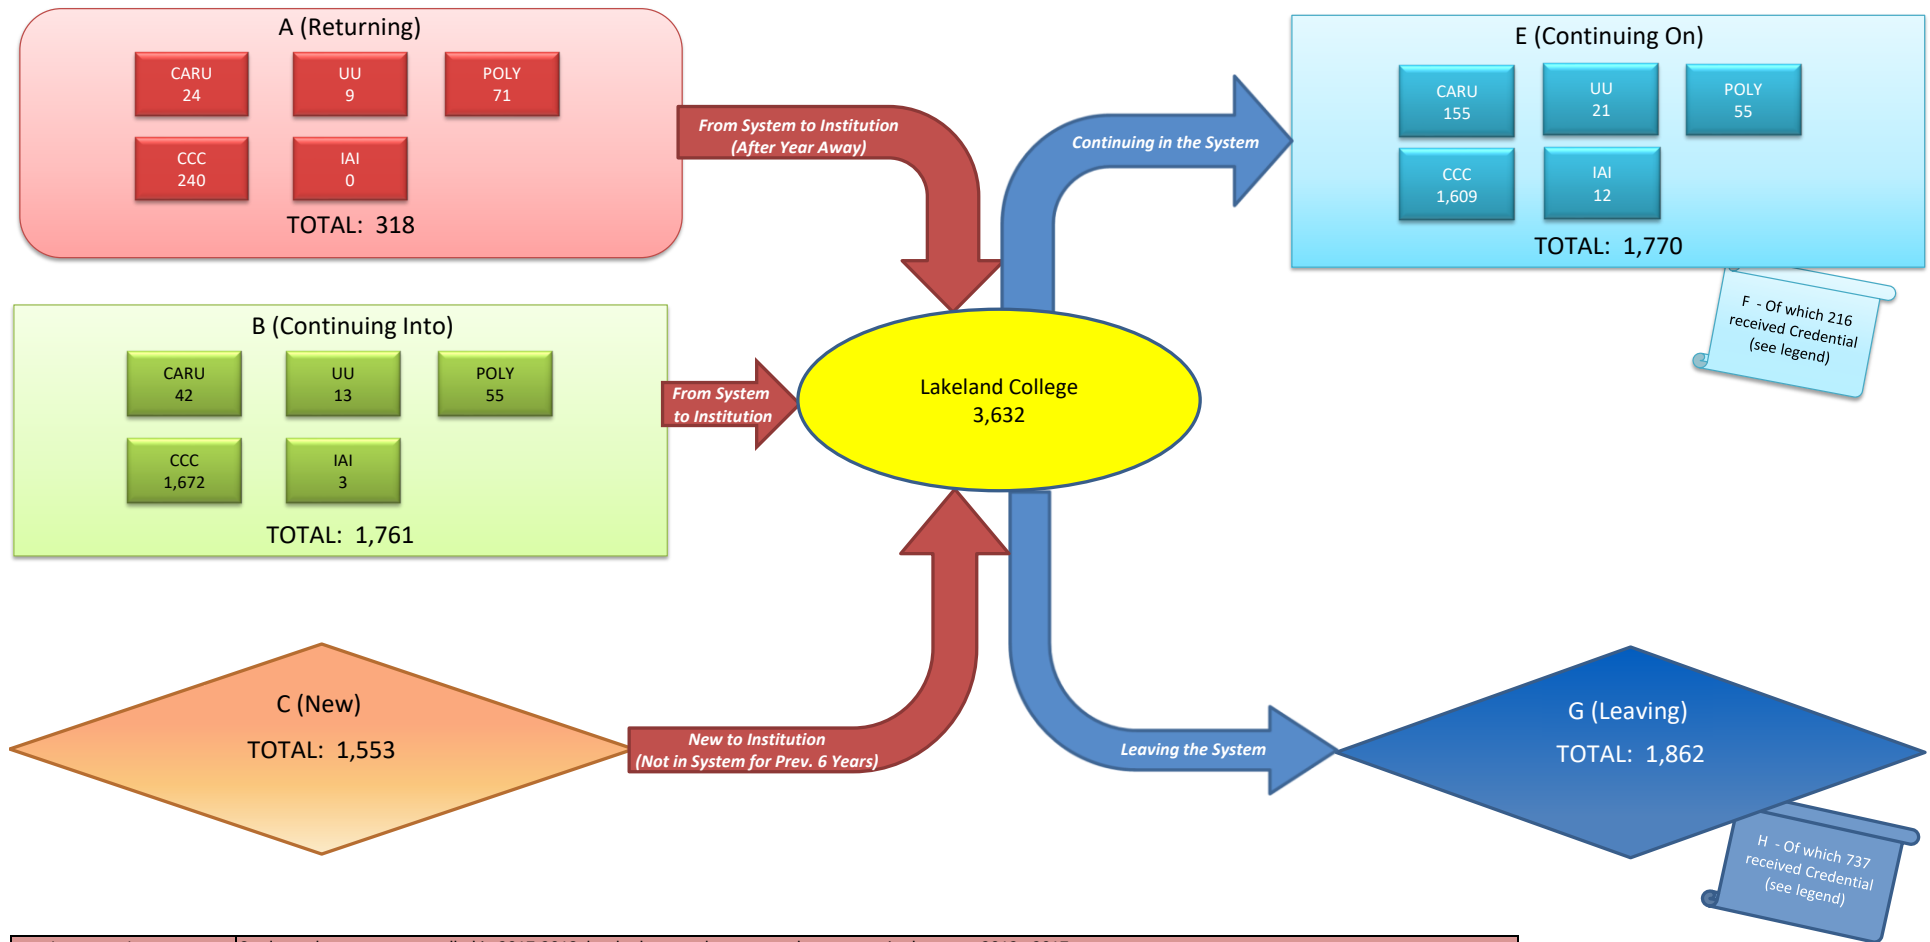 A (Returning)
CARU
24
UU
9
POLY
71
CCC
240
IAI
0
TOTAL: 318
From System to Institution
(After Year Away)
B (Continuing Into)
CARU
42
UU
13
POLY
55
CCC
1,672
IAI
3
TOTAL: 1,761
From System
to Institution
C (New)
TOTAL: 1,553
New to Institution
(Not in System for Prev. 6 Years)
Lakeland College
3,632
Continuing in the System
E (Continuing On)
CARU
155
UU
21
POLY
55
CCC
1,609
IAI
12
TOTAL: 1,770
F - Of which 216
received Credential
(see legend)
Leaving the System
G (Leaving)
TOTAL: 1,862
H - Of which 737
received Credential
(see legend)